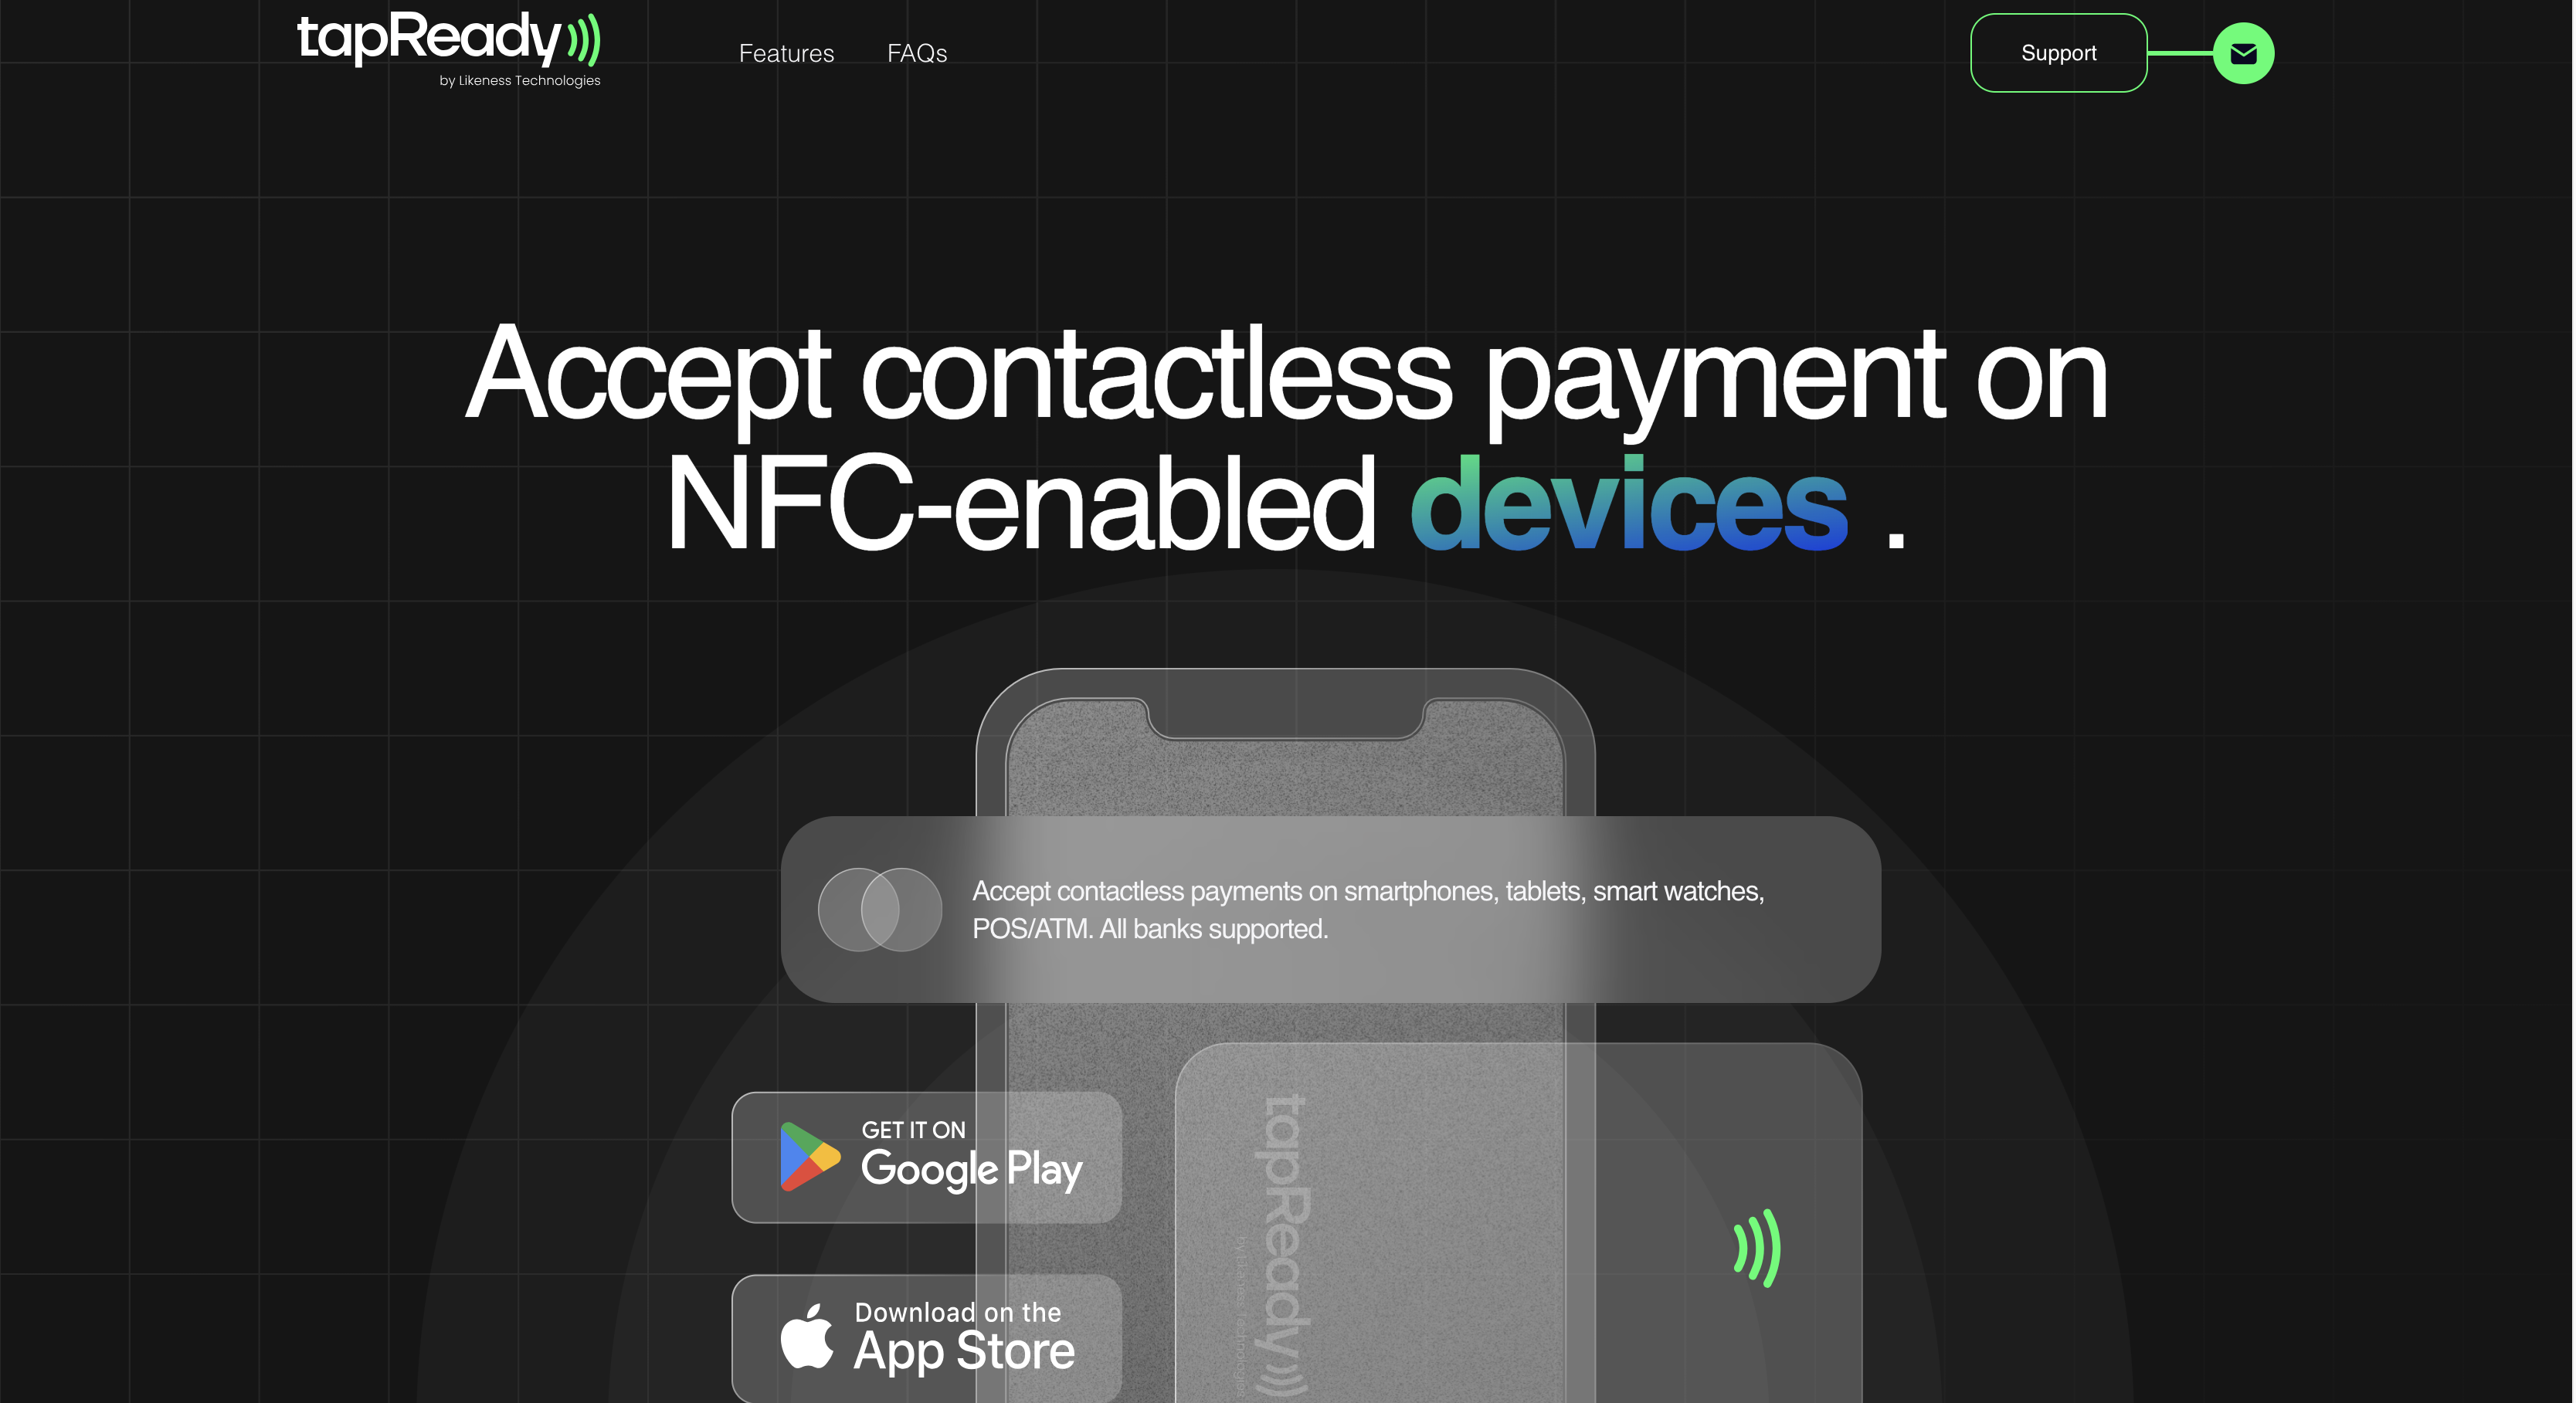 tapReady
by Likeness Technologies
Features
FAQs
Support
Accept contactless payment on
NFC-enabled devices .
Accept contactless payments on smartphones, tablets, smart watches,
POS/ATM. All banks supported.
GET IT ON
Google Play
Download on the
App Store
tapReady
by Likeness Technologies